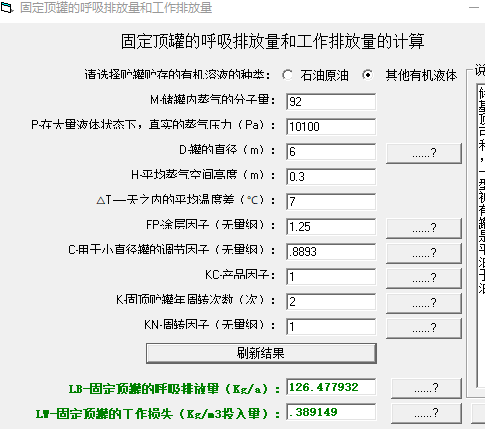 固定顶罐的呼吸排放量和工作排放量
固定顶罐的呼吸排放量和工作排放量的计算
请选择贮罐贮存的有机溶液的种类： 石油原油 其他有机液体
M-储罐内蒸气的分子量： 92
P-在大量液体状态下，真实的蒸气压力（Pa）： 10100
D-罐的直径（m）： 6 ......?
H-平均蒸气空间高度（m）： 0.3
△T-一天之内的平均温度差（℃）： 7
FP-涂层因子（无量纲）： 1.25 ......?
C-用于小直径罐的调节因子（无量纲）： .8893 ......?
KC-产品因子： 1 ......?
K-固顶贮罐年周转次数（次）： 2 ......?
KN-周转因子（无量纲）： 1 ......?
刷新结果
LB-固定顶罐的呼吸排放量（Kg/a）： 126.477932 ......?
LW-固定顶罐的工作损失（Kg/m3投入量）： .389149 ......?